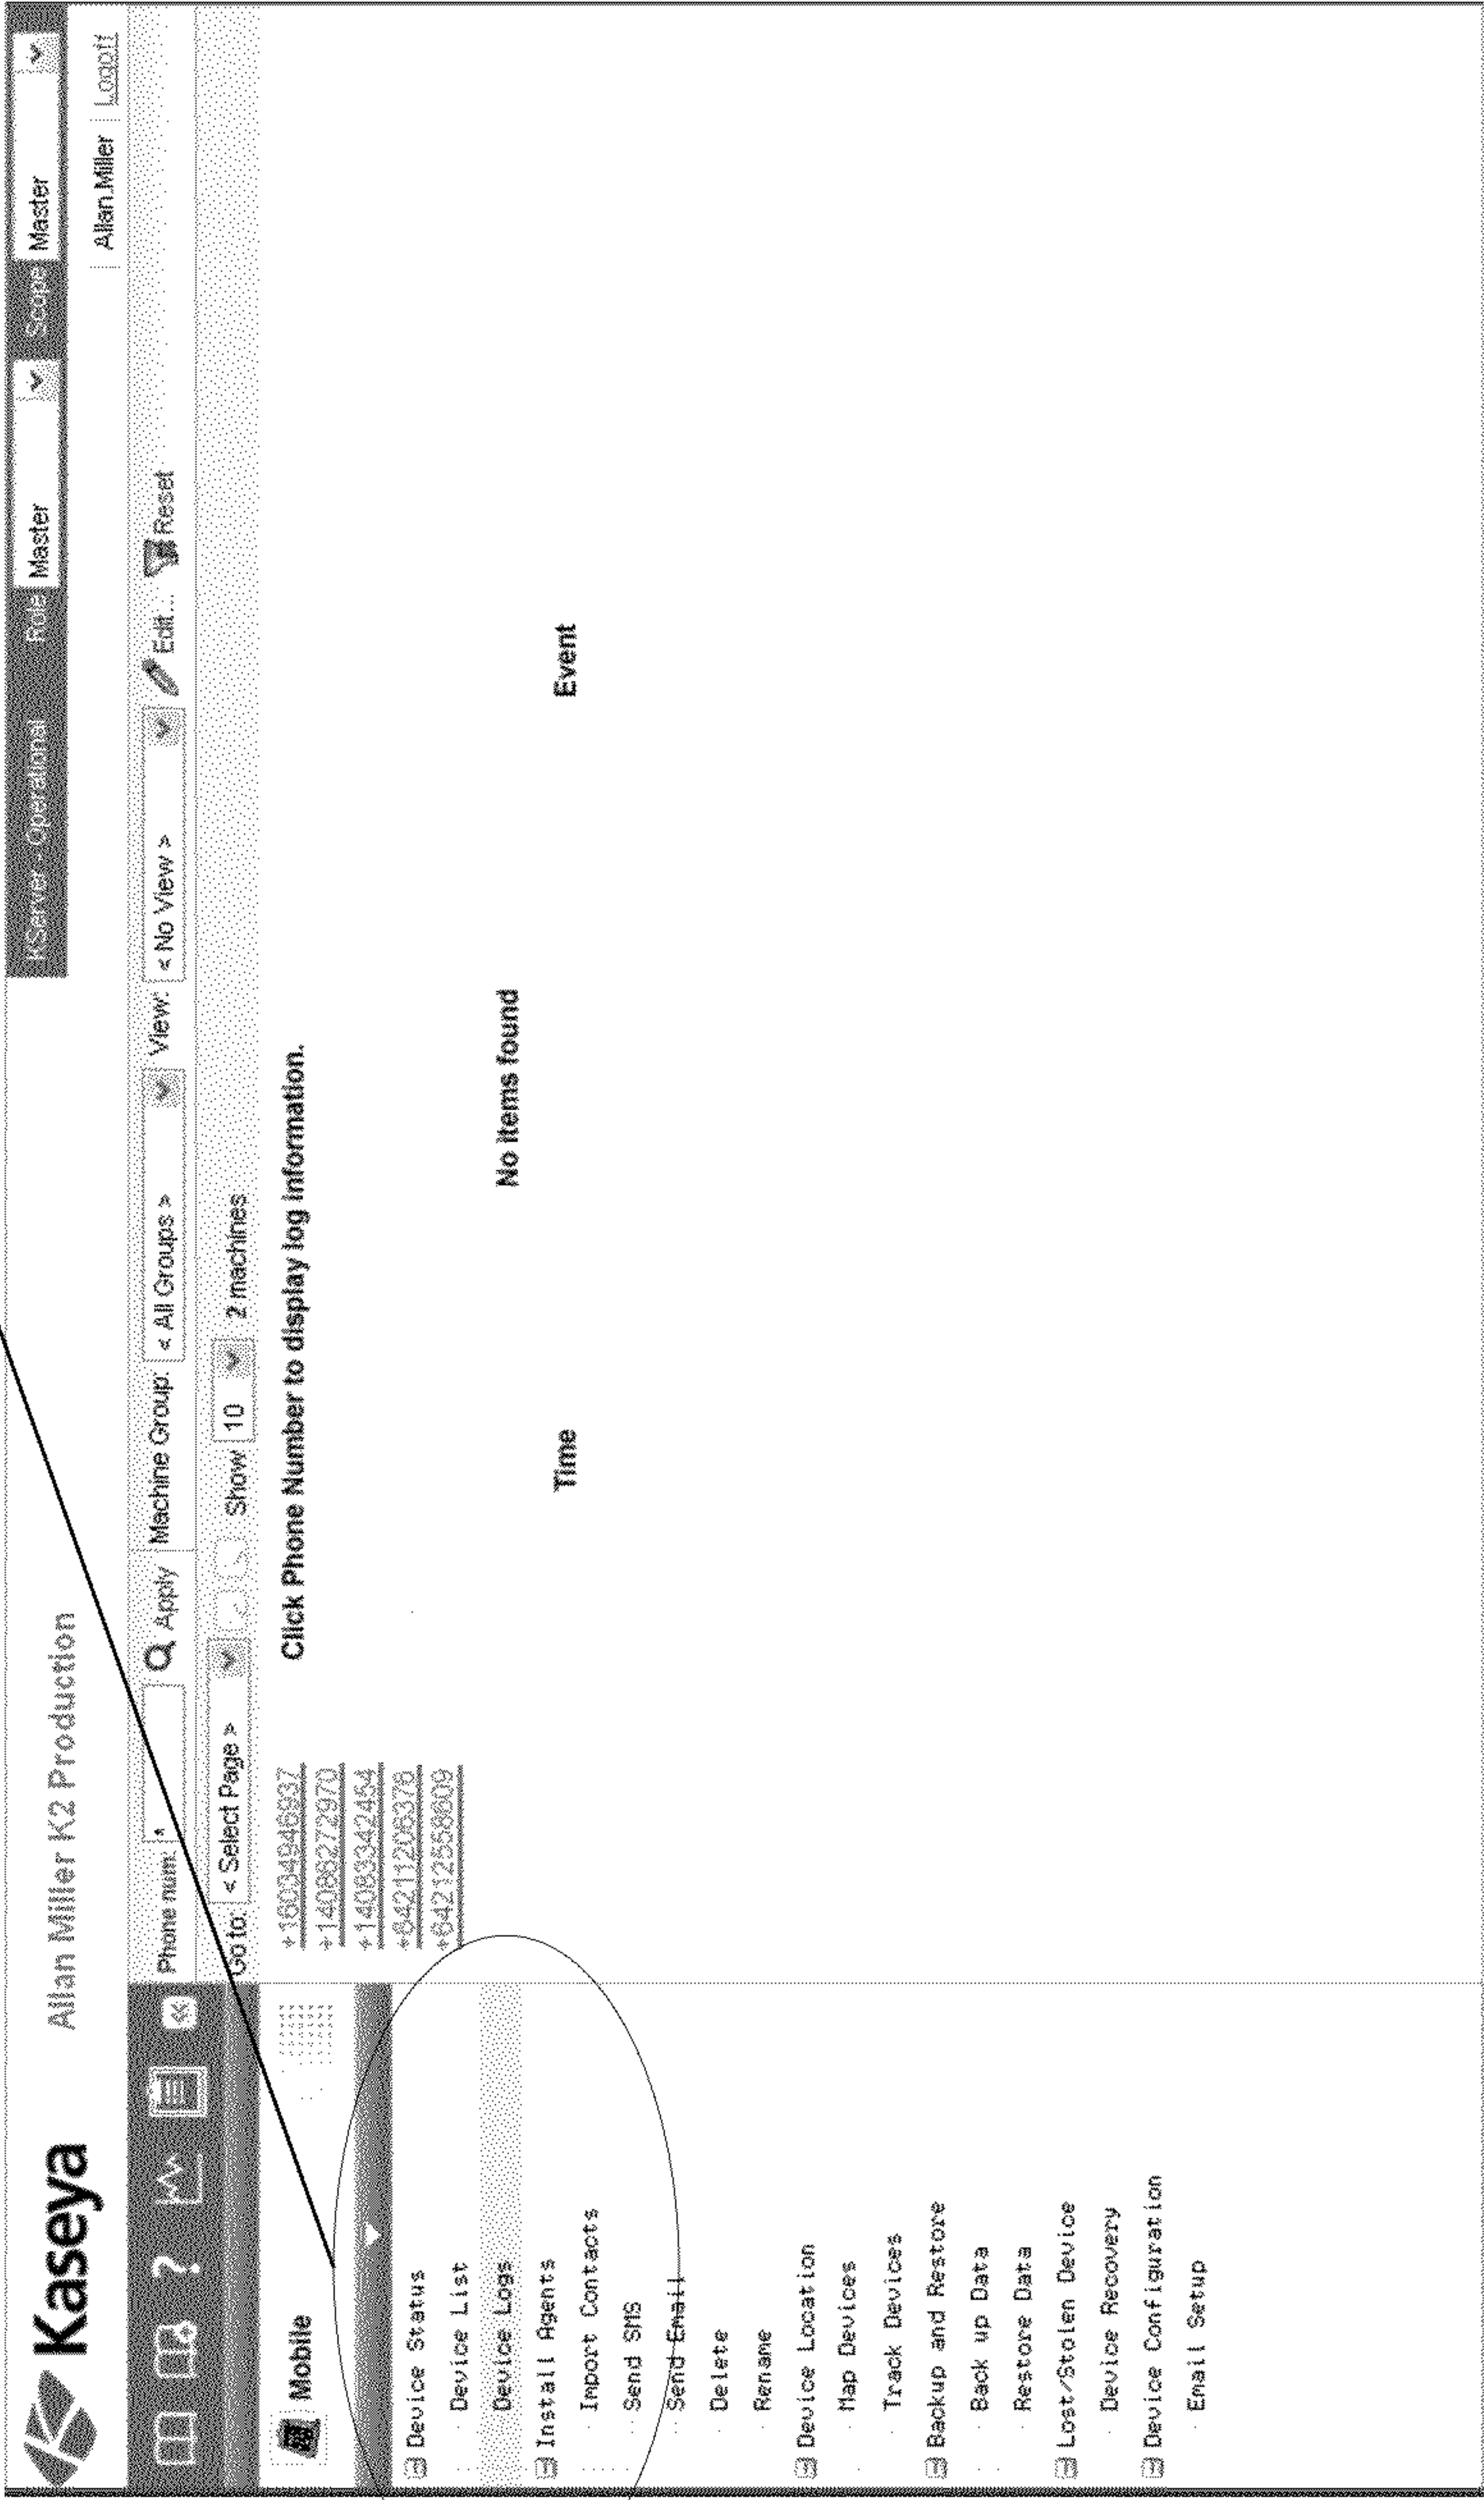 Kaseya Allan Miller K2 Production KServer - Operational Role Master Scope Master
Allan.Miller Logoff
Phone num: * Apply Machine Group: < All Groups > View: < No View > Edit... Reset
Go to: < Select Page > Show 10 2 machines
Mobile
Click Phone Number to display log information.
+16034946937
+14086272970
+14083342454
+6421206376
+64212558609
No items found
Time Event
Device Status
Device List
Device Logs
Install Agents
Import Contacts
Send SMS
Send Email
Delete
Rename
Device Location
Map Devices
Track Devices
Backup and Restore
Back up Data
Restore Data
Lost/Stolen Device
Device Recovery
Device Configuration
Email Setup